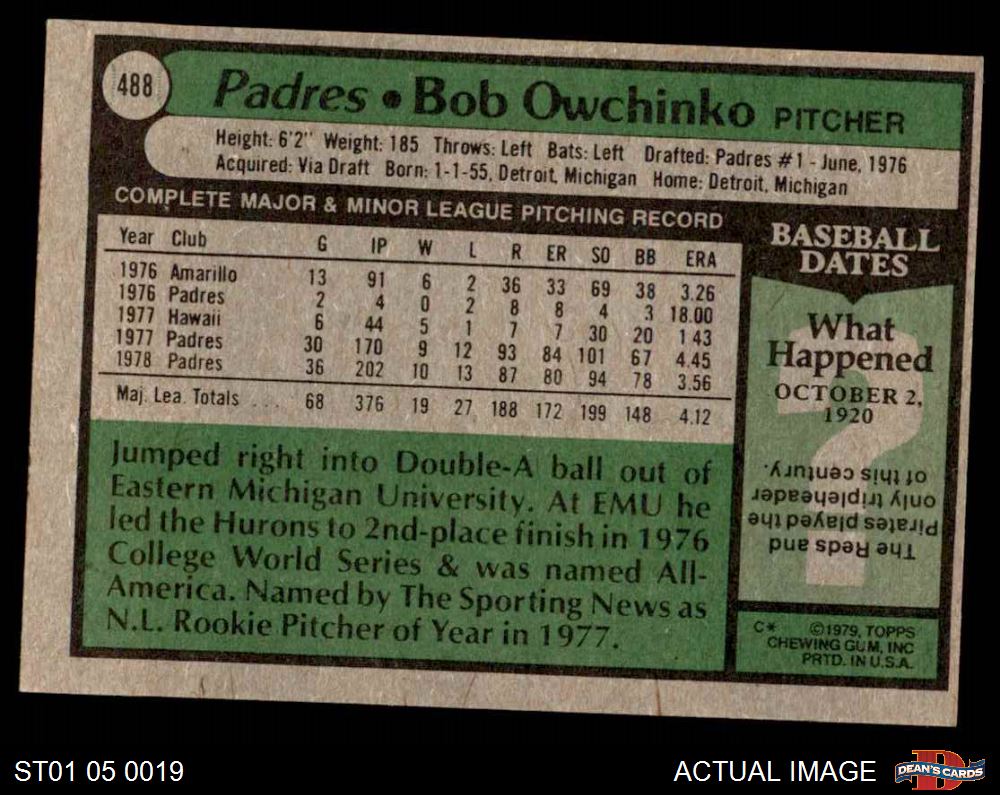 488
Padres • Bob Owchinko PITCHER
Height: 6'2" Weight: 185 Throws: Left Bats: Left Drafted: Padres #1 - June, 1976
Acquired: Via Draft Born: 1-1-55, Detroit, Michigan Home: Detroit, Michigan
COMPLETE MAJOR & MINOR LEAGUE PITCHING RECORD
Year Club G IP W L R ER SO BB ERA
1976 Amarillo 13 91 6 2 36 33 69 38 3.26
1976 Padres 2 4 0 2 8 8 4 3 18.00
1977 Hawaii 6 44 5 1 7 7 30 20 1 43
1977 Padres 30 170 9 12 93 84 101 67 4.45
1978 Padres 36 202 10 13 87 80 94 78 3.56
Maj. Lea. Totals ... 68 376 19 27 188 172 199 148 4.12
Jumped right into Double-A ball out of
Eastern Michigan University. At EMU he
led the Hurons to 2nd-place finish in 1976
College World Series & was named All-
America. Named by The Sporting News as
N.L. Rookie Pitcher of Year in 1977.
BASEBALL
DATES
What
Happened
OCTOBER 2,
1920
?
The Reds and
Pirates played the
only tripleheader
of this century.
C* ©1979, TOPPS
CHEWING GUM, INC
PRTD. IN U.S.A.
ST01 05 0019
ACTUAL IMAGE
D
DEAN'S CARDS